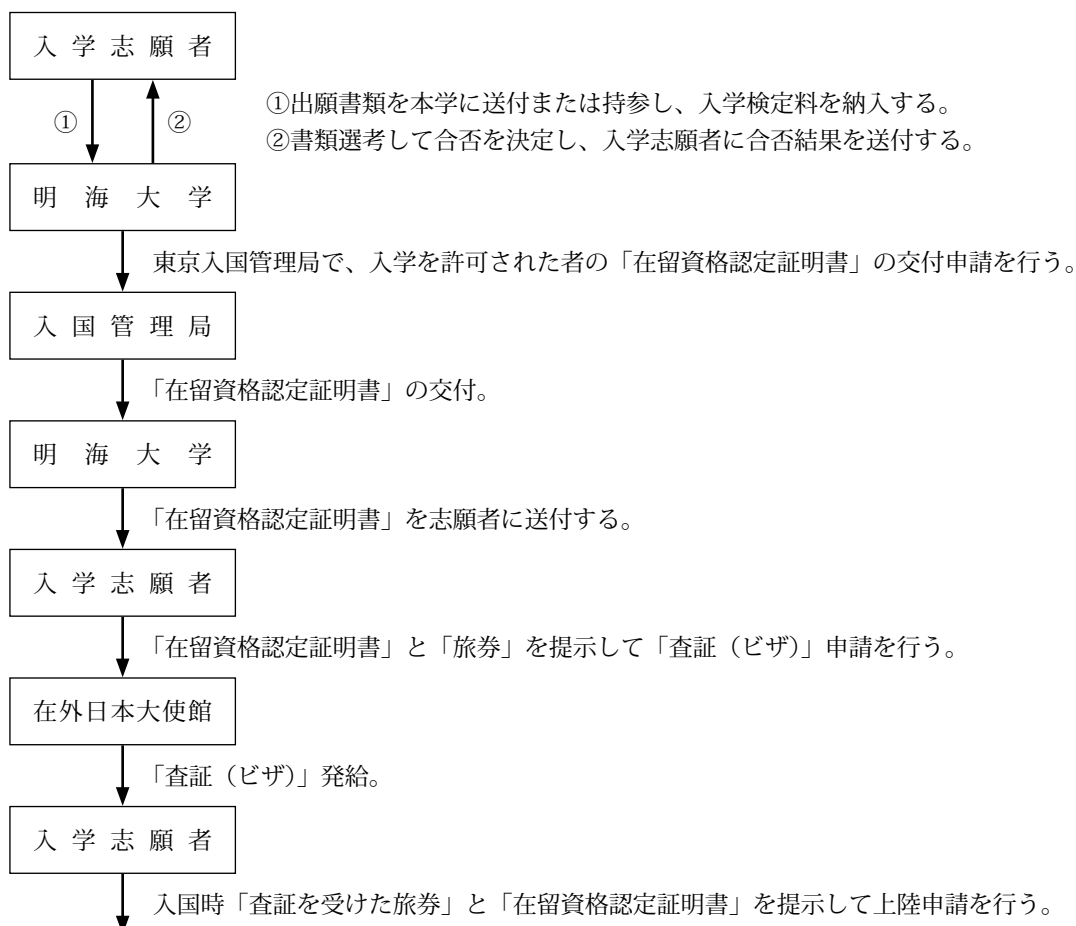 入学志願者
① ②
①出願書類を本学に送付または持参し、入学検定料を納入する。
②書類選考して合否を決定し、入学志願者に合否結果を送付する。
明海大学
東京入国管理局で、入学を許可された者の「在留資格認定証明書」の交付申請を行う。
入国管理局
「在留資格認定証明書」の交付。
明海大学
「在留資格認定証明書」を志願者に送付する。
入学志願者
「在留資格認定証明書」と「旅券」を提示して「査証（ビザ）」申請を行う。
在外日本大使館
「査証（ビザ）」発給。
入学志願者
入国時「査証を受けた旅券」と「在留資格認定証明書」を提示して上陸申請を行う。